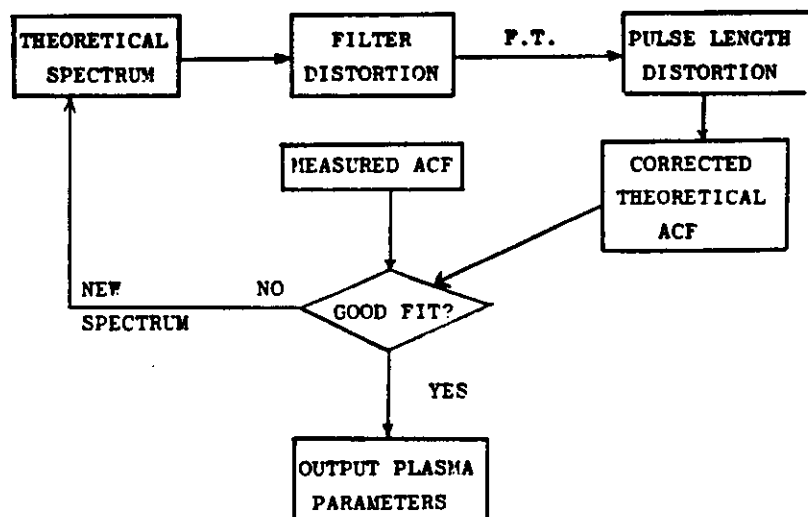 THEORETICAL
SPECTRUM
FILTER
DISTORTION
F.T.
PULSE LENGTH
DISTORTION
MEASURED ACF
CORRECTED
THEORETICAL
ACF
NEW
SPECTRUM
NO
GOOD FIT?
YES
OUTPUT PLASMA
PARAMETERS